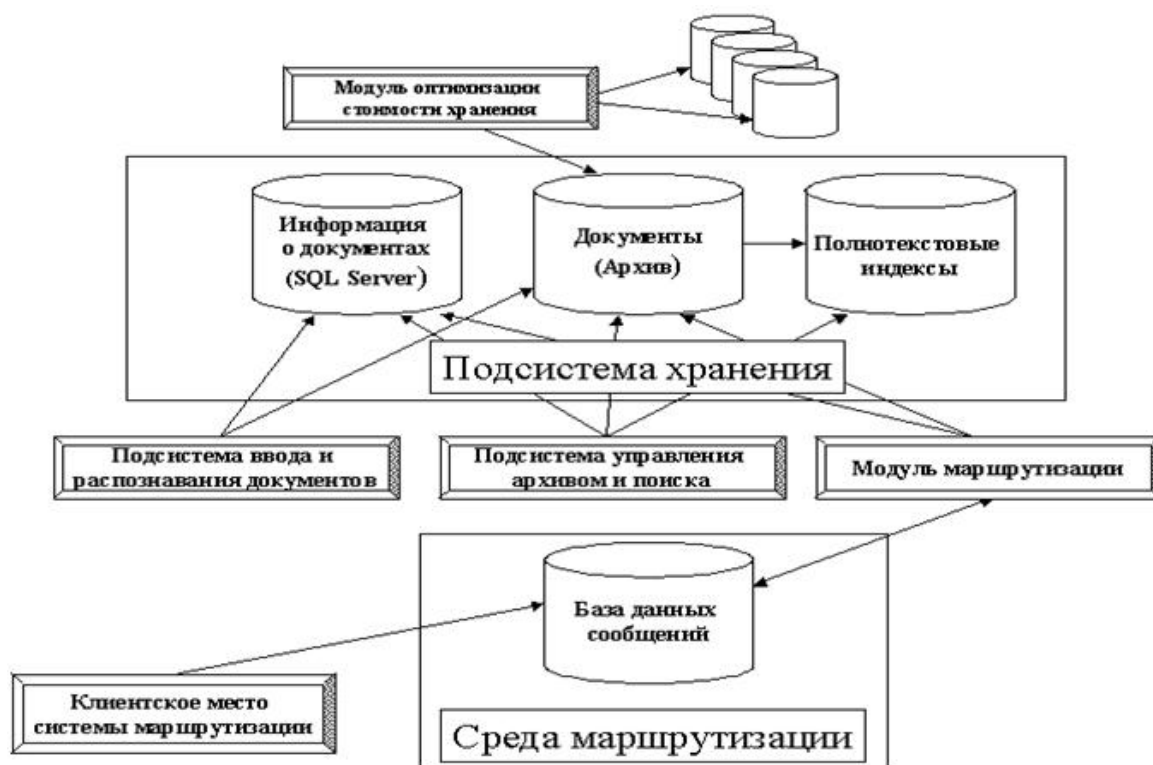 Модуль оптимизации
стоимости хранения
Информация
о документах
(SQL Server)
Документы
(Архив)
Полнотекстовые
индексы
Подсистема хранения
Подсистема ввода и
распознавания документов
Подсистема управления
архивом и поиска
Модуль маршрутизации
База данных
сообщений
Клиентское место
системы маршрутизации
Среда маршрутизации